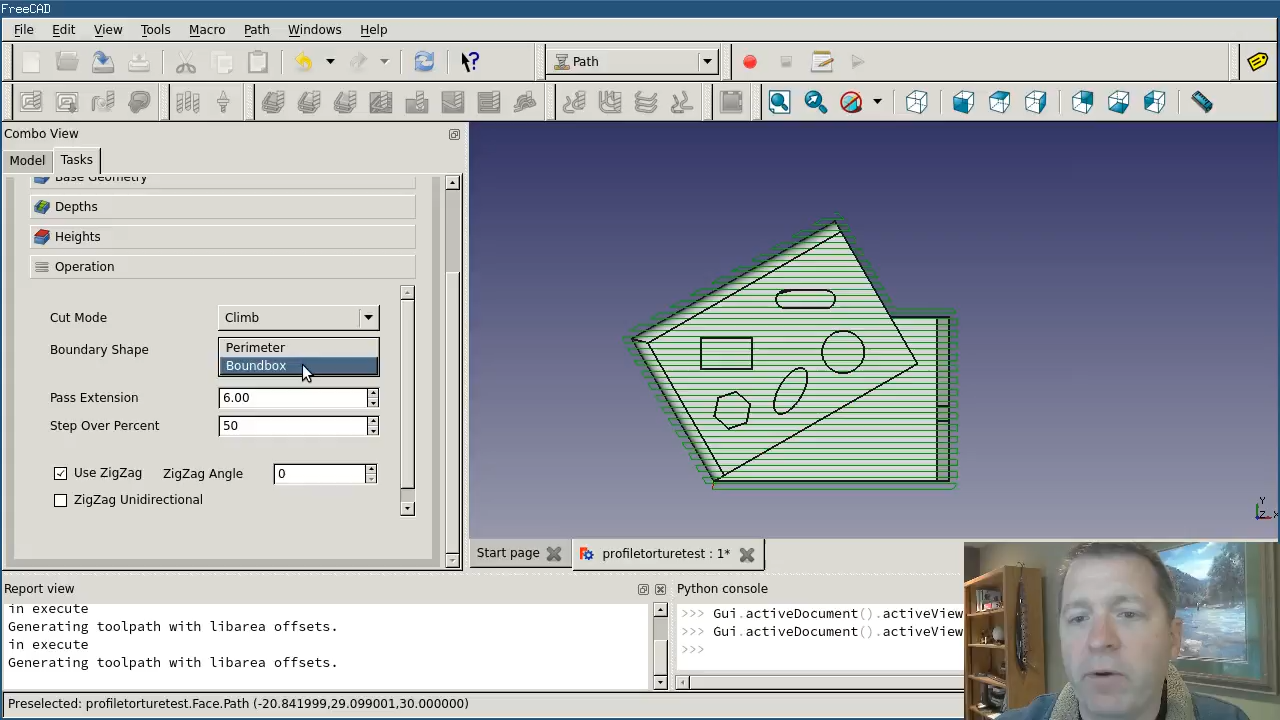 FreeCAD
File Edit View Tools Macro Path Windows Help
Path
Combo View
Model Tasks
Base Geometry
Depths
Heights
Operation
Cut Mode Climb
Boundary Shape Perimeter
Boundbox
Pass Extension 6.00
Step Over Percent 50
Use ZigZag ZigZag Angle 0
ZigZag Unidirectional
Y
Z X
Start page profiletorturetest : 1*
Report view
in execute
Generating toolpath with libarea offsets.
in execute
Generating toolpath with libarea offsets.
Python console
>>> Gui.activeDocument().activeView
>>> Gui.activeDocument().activeView
>>>
Preselected: profiletorturetest.Face.Path (-20.841999,29.099001,30.000000)